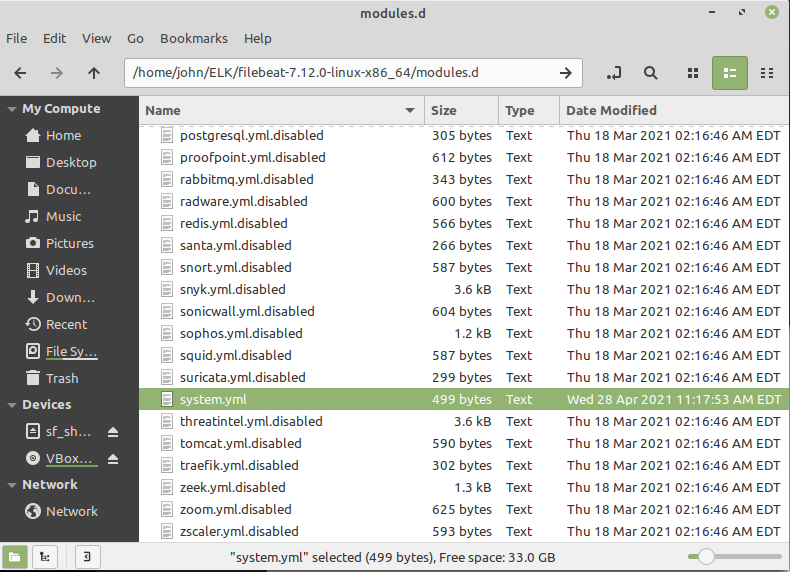 modules.d
File Edit View Go Bookmarks Help
/home/john/ELK/filebeat-7.12.0-linux-x86_64/modules.d
My Compute
Home
Desktop
Docu...
Music
Pictures
Videos
Down...
Recent
File Sy...
Trash
Devices
sf_sh...
VBox...
Network
Network
Name Size Type Date Modified
postgresql.yml.disabled 305 bytes Text Thu 18 Mar 2021 02:16:46 AM EDT
proofpoint.yml.disabled 612 bytes Text Thu 18 Mar 2021 02:16:46 AM EDT
rabbitmq.yml.disabled 343 bytes Text Thu 18 Mar 2021 02:16:46 AM EDT
radware.yml.disabled 600 bytes Text Thu 18 Mar 2021 02:16:46 AM EDT
redis.yml.disabled 566 bytes Text Thu 18 Mar 2021 02:16:46 AM EDT
santa.yml.disabled 266 bytes Text Thu 18 Mar 2021 02:16:46 AM EDT
snort.yml.disabled 587 bytes Text Thu 18 Mar 2021 02:16:46 AM EDT
snyk.yml.disabled 3.6 kB Text Thu 18 Mar 2021 02:16:46 AM EDT
sonicwall.yml.disabled 604 bytes Text Thu 18 Mar 2021 02:16:46 AM EDT
sophos.yml.disabled 1.2 kB Text Thu 18 Mar 2021 02:16:46 AM EDT
squid.yml.disabled 587 bytes Text Thu 18 Mar 2021 02:16:46 AM EDT
suricata.yml.disabled 299 bytes Text Thu 18 Mar 2021 02:16:46 AM EDT
system.yml 499 bytes Text Wed 28 Apr 2021 11:17:53 AM EDT
threatintel.yml.disabled 3.6 kB Text Thu 18 Mar 2021 02:16:46 AM EDT
tomcat.yml.disabled 590 bytes Text Thu 18 Mar 2021 02:16:46 AM EDT
traefik.yml.disabled 302 bytes Text Thu 18 Mar 2021 02:16:46 AM EDT
zeek.yml.disabled 1.3 kB Text Thu 18 Mar 2021 02:16:46 AM EDT
zoom.yml.disabled 625 bytes Text Thu 18 Mar 2021 02:16:46 AM EDT
zscaler.yml.disabled 593 bytes Text Thu 18 Mar 2021 02:16:46 AM EDT
"system.yml" selected (499 bytes), Free space: 33.0 GB